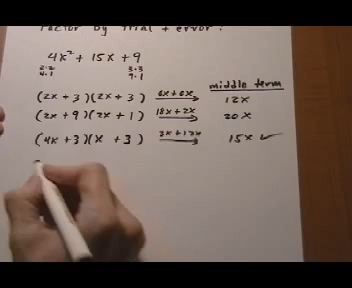 Factor by Trial + error.
4x² + 15x + 9
2·2 3·3
4·1 9·1
middle term
(2x + 3)(2x + 3) 6x+6x 12x
(2x + 9)(2x + 1) 18x+2x 20x
(4x + 3)(x + 3) 3x+12x 15x ✓